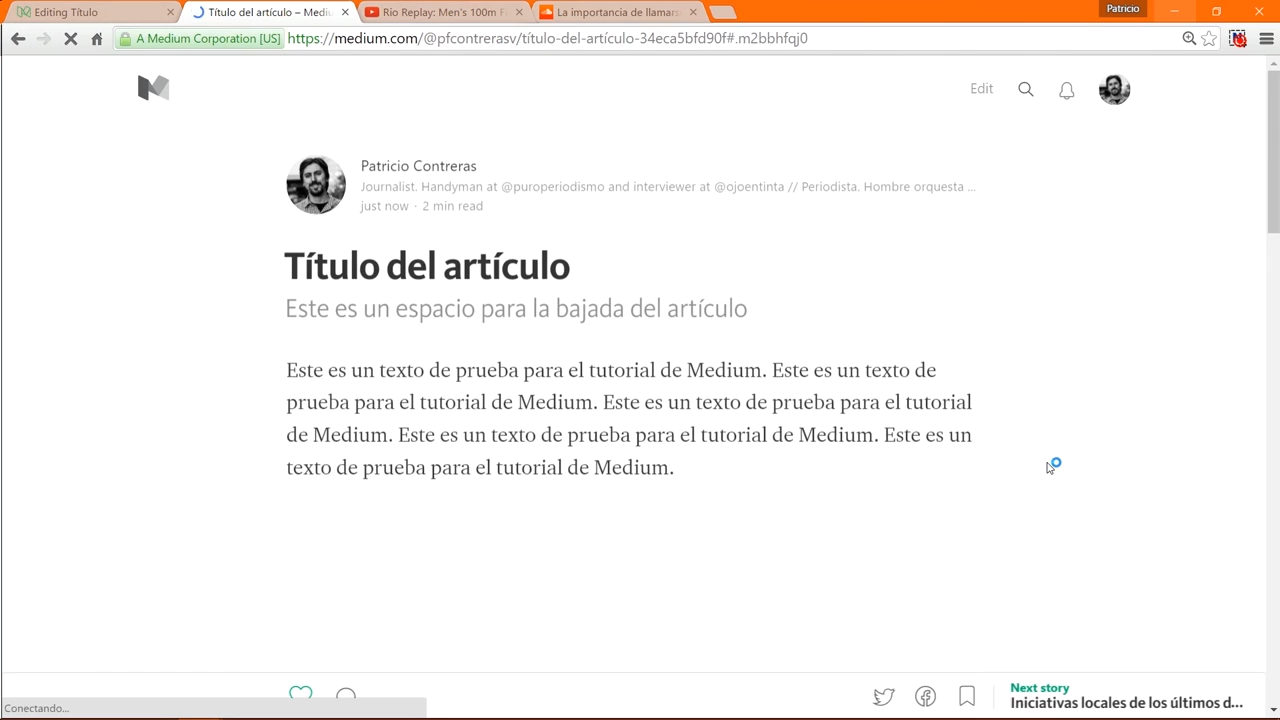 Editing Título
Título del artículo – Mediu
Rio Replay: Men's 100m F
La importancia de llamars
Patricio
A Medium Corporation [US]
https://medium.com/@pfcontrerasv/título-del-artículo-34eca5bfd90f#.m2bbhfqj0
Edit
Patricio Contreras
Journalist. Handyman at @puroperiodismo and interviewer at @ojoentinta // Periodista. Hombre orquesta ...
just now · 2 min read
Título del artículo
Este es un espacio para la bajada del artículo
Este es un texto de prueba para el tutorial de Medium. Este es un texto de
prueba para el tutorial de Medium. Este es un texto de prueba para el tutorial
de Medium. Este es un texto de prueba para el tutorial de Medium. Este es un
texto de prueba para el tutorial de Medium.
Next story
Iniciativas locales de los últimos d...
Conectando...